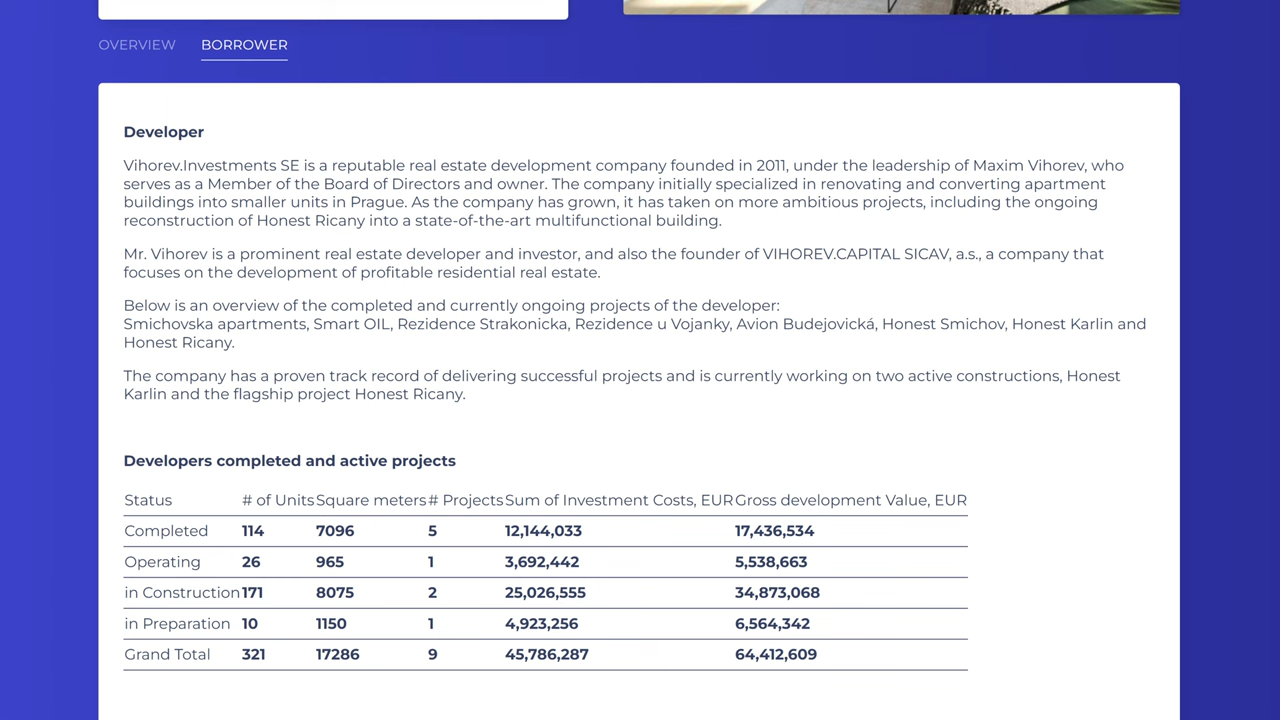 OVERVIEW BORROWER
Developer
Vihorev.Investments SE is a reputable real estate development company founded in 2011, under the leadership of Maxim Vihorev, who
serves as a Member of the Board of Directors and owner. The company initially specialized in renovating and converting apartment
buildings into smaller units in Prague. As the company has grown, it has taken on more ambitious projects, including the ongoing
reconstruction of Honest Ricany into a state-of-the-art multifunctional building.
Mr. Vihorev is a prominent real estate developer and investor, and also the founder of VIHOREV.CAPITAL SICAV, a.s., a company that
focuses on the development of profitable residential real estate.
Below is an overview of the completed and currently ongoing projects of the developer:
Smichovska apartments, Smart OIL, Rezidence Strakonicka, Rezidence u Vojanky, Avion Budejovická, Honest Smichov, Honest Karlin and
Honest Ricany.
The company has a proven track record of delivering successful projects and is currently working on two active constructions, Honest
Karlin and the flagship project Honest Ricany.
Developers completed and active projects
Status # of Units Square meters # Projects Sum of Investment Costs, EUR Gross development Value, EUR
Completed 114 7096 5 12,144,033 17,436,534
Operating 26 965 1 3,692,442 5,538,663
in Construction 171 8075 2 25,026,555 34,873,068
in Preparation 10 1150 1 4,923,256 6,564,342
Grand Total 321 17286 9 45,786,287 64,412,609